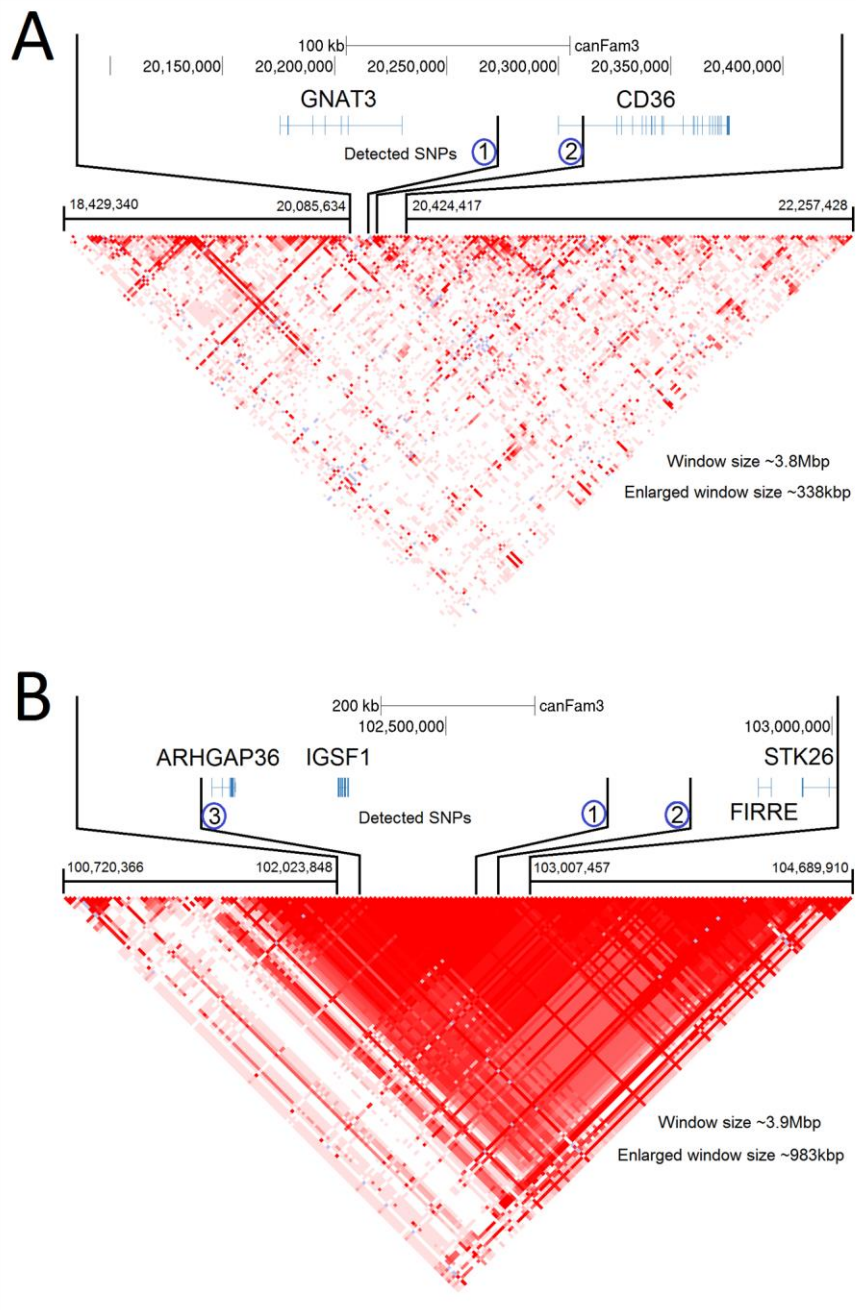 A
100 kb canFam3
20,150,000 20,200,000 20,250,000 20,300,000 20,350,000 20,400,000
GNAT3 CD36
Detected SNPs 1 2
18,429,340 20,085,634 20,424,417 22,257,428
Window size ~3.8Mbp
Enlarged window size ~338kbp
B
200 kb canFam3
102,500,000 103,000,000
ARHGAP36 IGSF1 STK26
3 Detected SNPs 1 2 FIRRE
100,720,366 102,023,848 103,007,457 104,689,910
Window size ~3.9Mbp
Enlarged window size ~983kbp